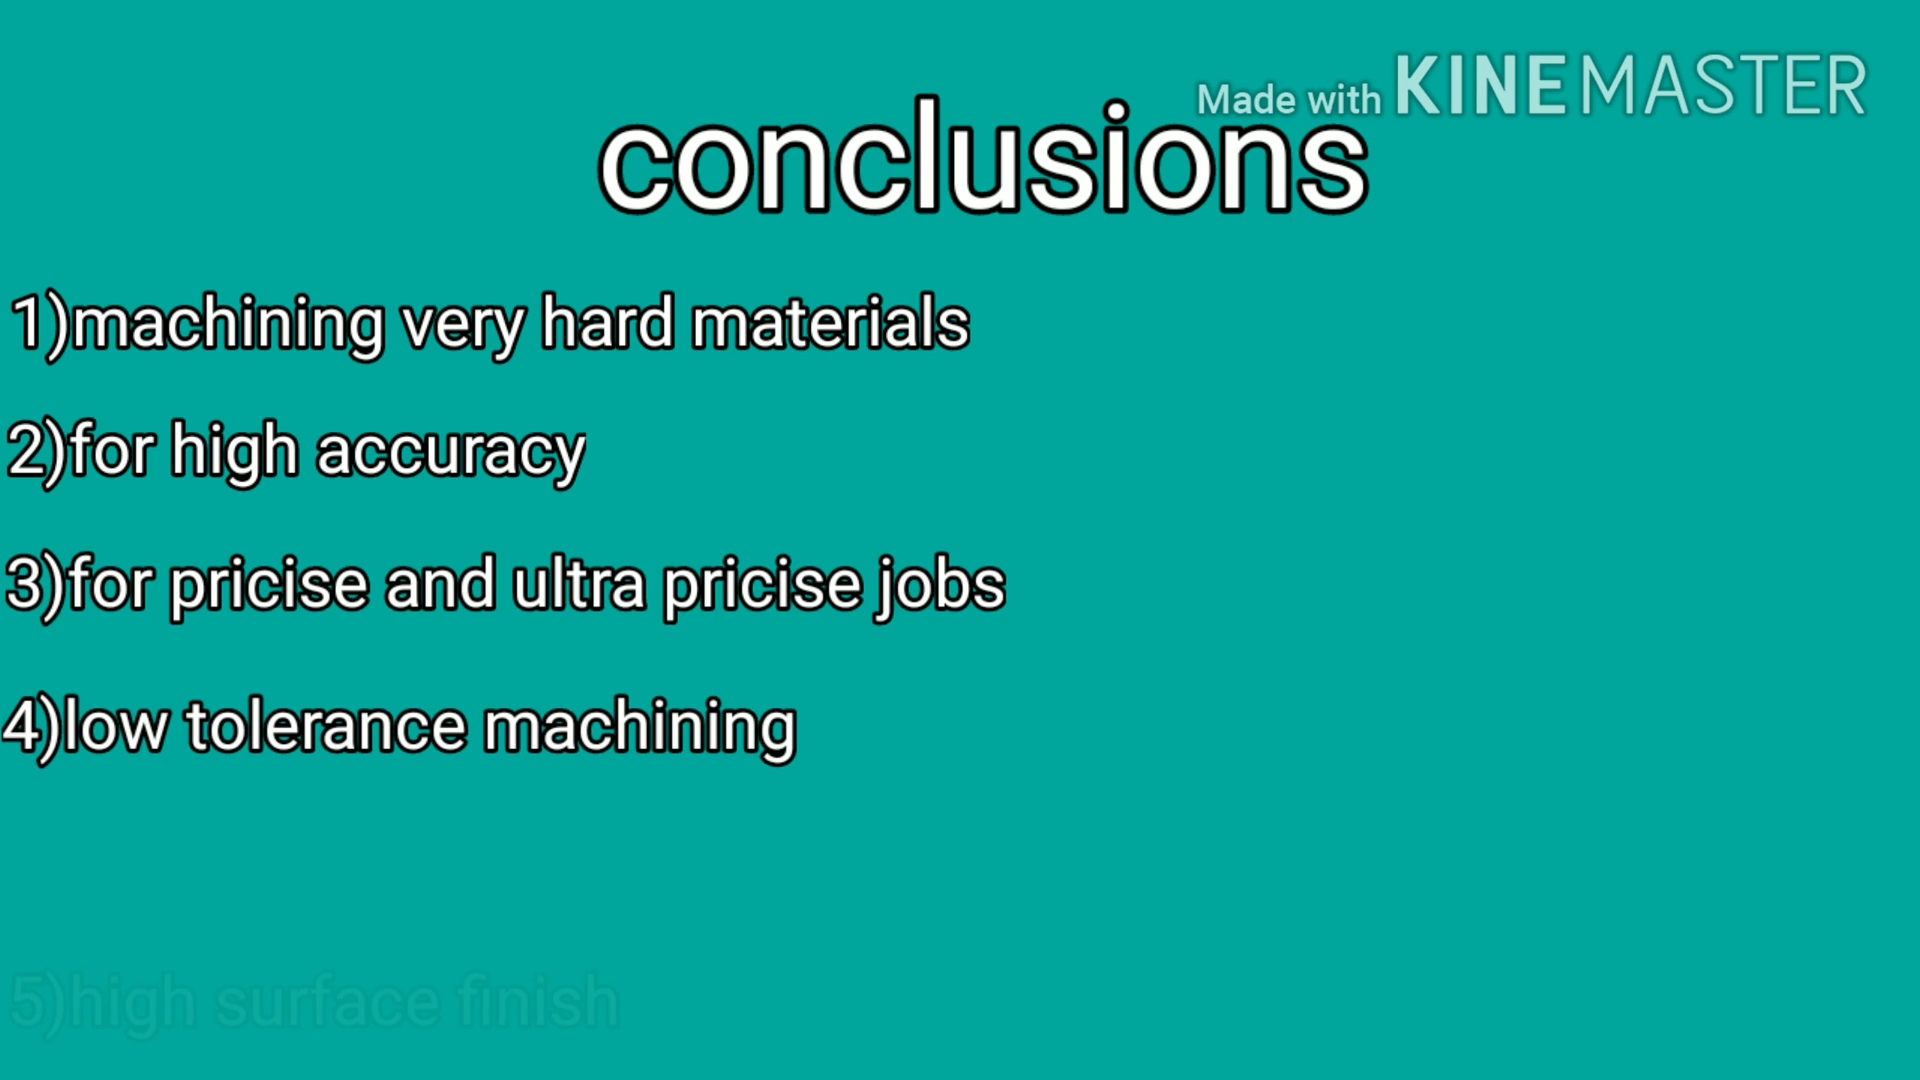 Made with KINEMASTER
conclusions
1)machining very hard materials
2)for high accuracy
3)for pricise and ultra pricise jobs
4)low tolerance machining
5)high surface finish